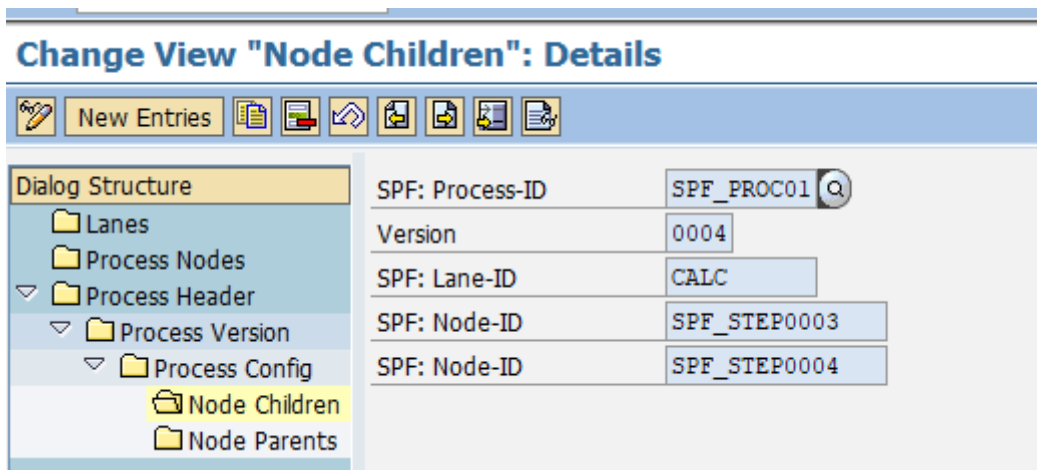 Change View "Node Children": Details
New Entries
Dialog Structure
Lanes
Process Nodes
Process Header
Process Version
Process Config
Node Children
Node Parents
SPF: Process-ID SPF_PROC01
Version 0004
SPF: Lane-ID CALC
SPF: Node-ID SPF_STEP0003
SPF: Node-ID SPF_STEP0004